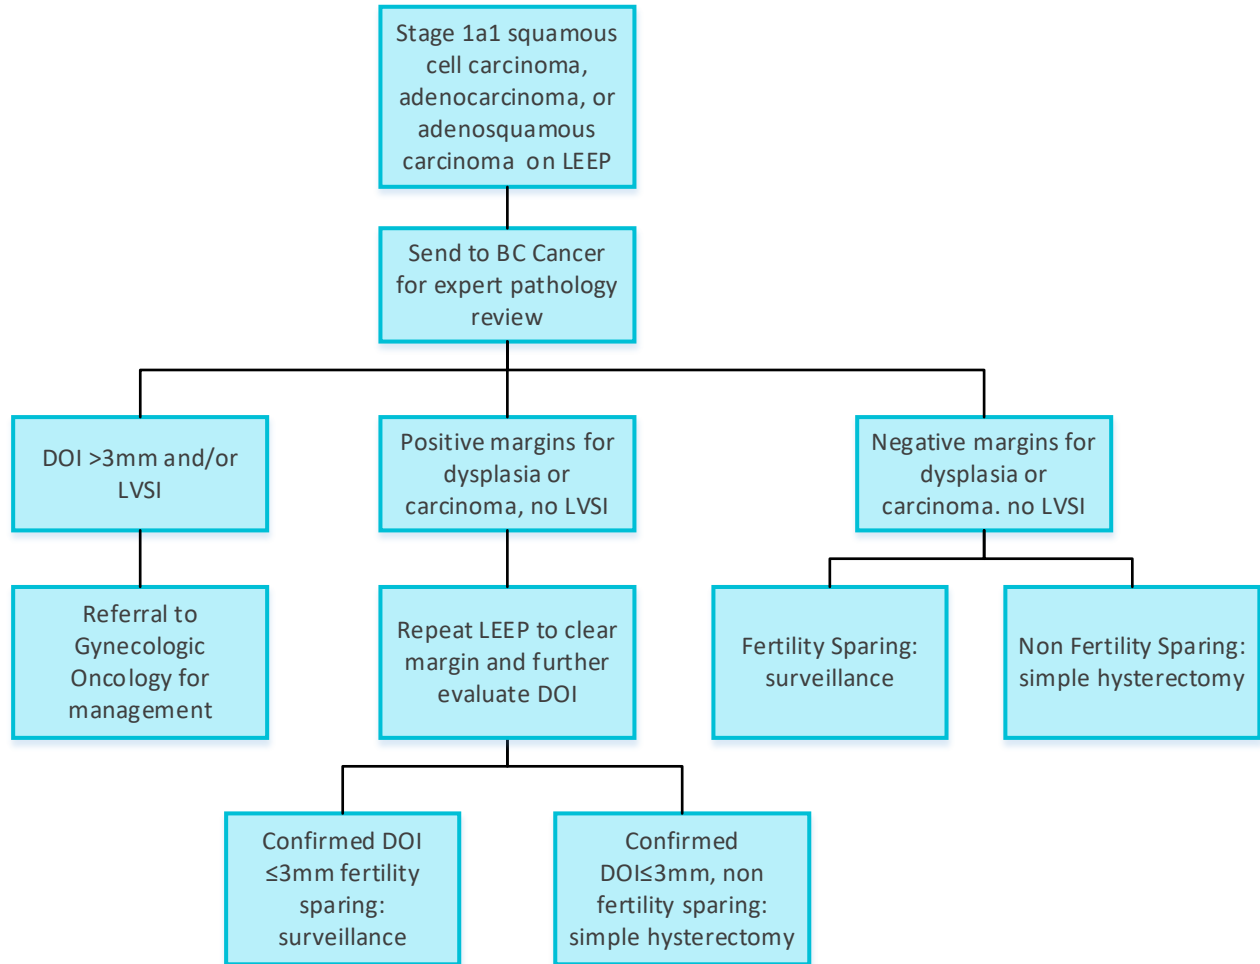 Stage 1a1 squamous
cell carcinoma,
adenocarcinoma, or
adenosquamous
carcinoma on LEEP
Send to BC Cancer
for expert pathology
review
DOI >3mm and/or
LVSI
Positive margins for
dysplasia or
carcinoma, no LVSI
Negative margins for
dysplasia or
carcinoma. no LVSI
Referral to
Gynecologic
Oncology for
management
Repeat LEEP to clear
margin and further
evaluate DOI
Fertility Sparing:
surveillance
Non Fertility Sparing:
simple hysterectomy
Confirmed DOI
≤3mm fertility
sparing:
surveillance
Confirmed
DOI≤3mm, non
fertility sparing:
simple hysterectomy